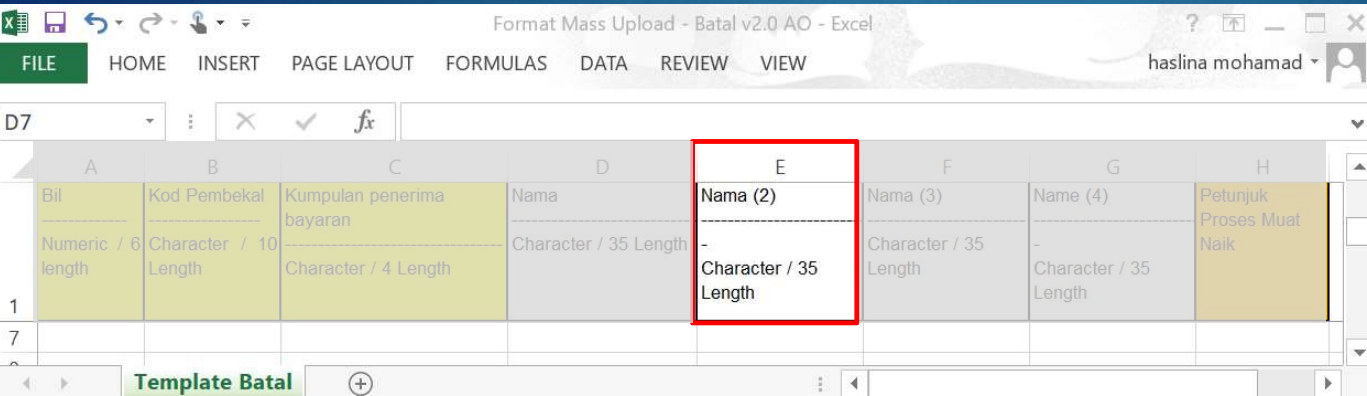 Format Mass Upload - Batal v2.0 AO - Excel
FILE HOME INSERT PAGE LAYOUT FORMULAS DATA REVIEW VIEW haslina mohamad
D7 fx
A B C D E F G H
1
Bil
------------
Numeric / 6
length
Kod Pembekal
----------------
Character / 10
Length
Kumpulan penerima
bayaran
-------------------------------
Character / 4 Length
Nama
-------------------------
Character / 35 Length
Nama (2)
----------------------
-
Character / 35
Length
Nama (3)
----------------------
Character / 35
Length
Name (4)
----------------------
-
Character / 35
Length
Petunjuk
Proses Muat
Naik
7
Template Batal